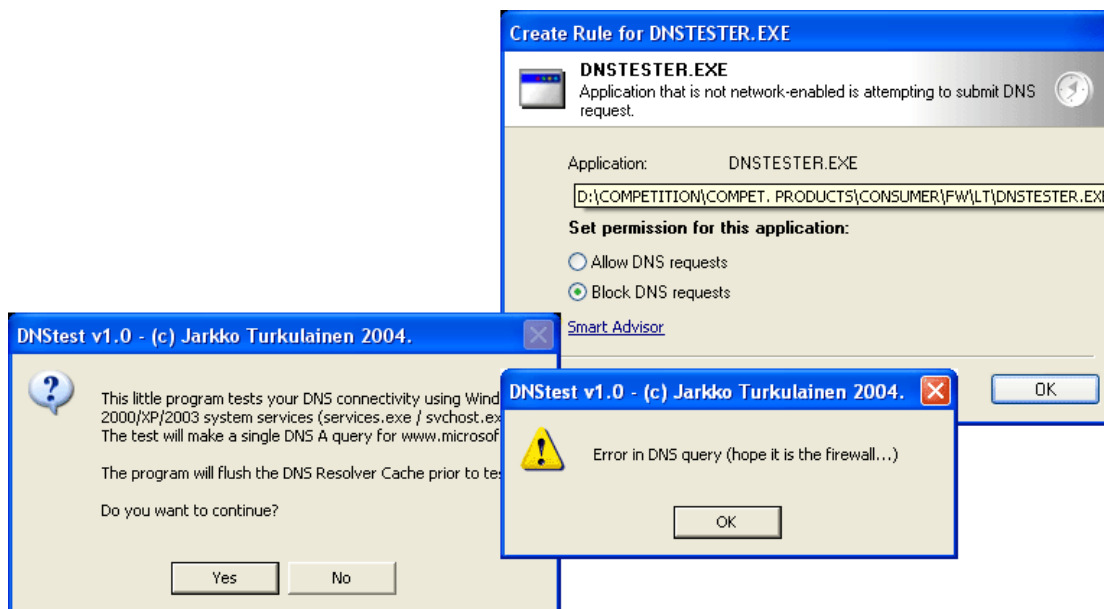 Create Rule for DNSTESTER.EXE
DNSTESTER.EXE
Application that is not network-enabled is attempting to submit DNS
request.
Application: DNSTESTER.EXE
D:\COMPETITION\COMPET. PRODUCTS\CONSUMER\FW\LT\DNSTESTER.EXE
Set permission for this application:
Allow DNS requests
Block DNS requests
Smart Advisor
OK
DNStest v1.0 - (c) Jarkko Turkulainen 2004.
This little program tests your DNS connectivity using Wind
2000/XP/2003 system services (services.exe / svchost.ex
The test will make a single DNS A query for www.microsof
The program will flush the DNS Resolver Cache prior to tes
Do you want to continue?
Yes No
DNStest v1.0 - (c) Jarkko Turkulainen 2004.
Error in DNS query (hope it is the firewall...)
OK